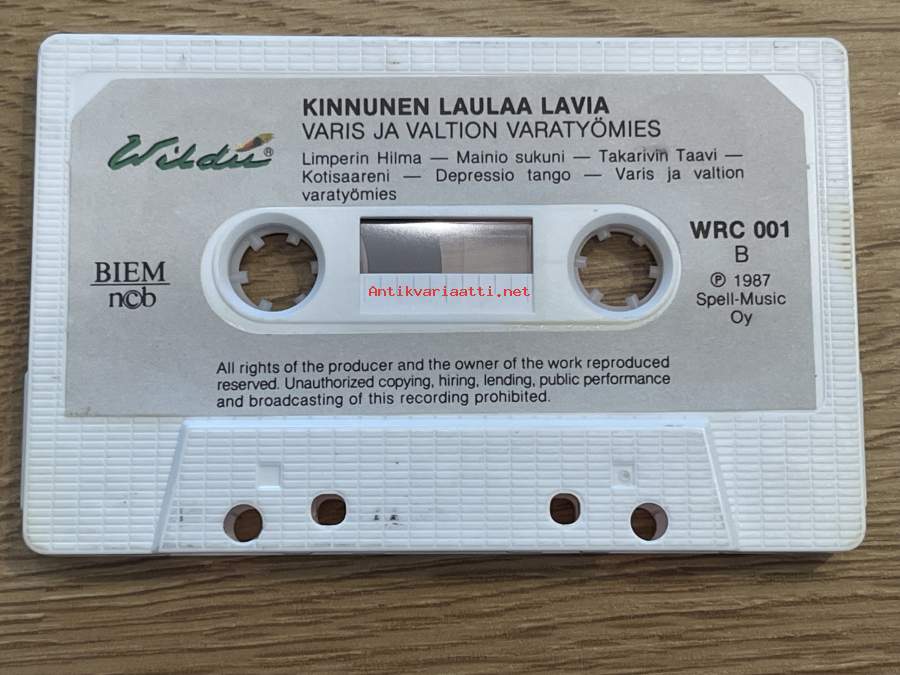 KINNUNEN LAULAA LAVIA
VARIS JA VALTION VARATYÖMIES
Wildii ®
Limperin Hilma — Mainio sukuni — Takarivin Taavi —
Kotisaareni — Depressio tango — Varis ja valtion
varatyömies
WRC 001
B
BIEM
ncb
℗ 1987
Spell-Music
Oy
Antikvariaatti.net
All rights of the producer and the owner of the work reproduced
reserved. Unauthorized copying, hiring, lending, public performance
and broadcasting of this recording prohibited.